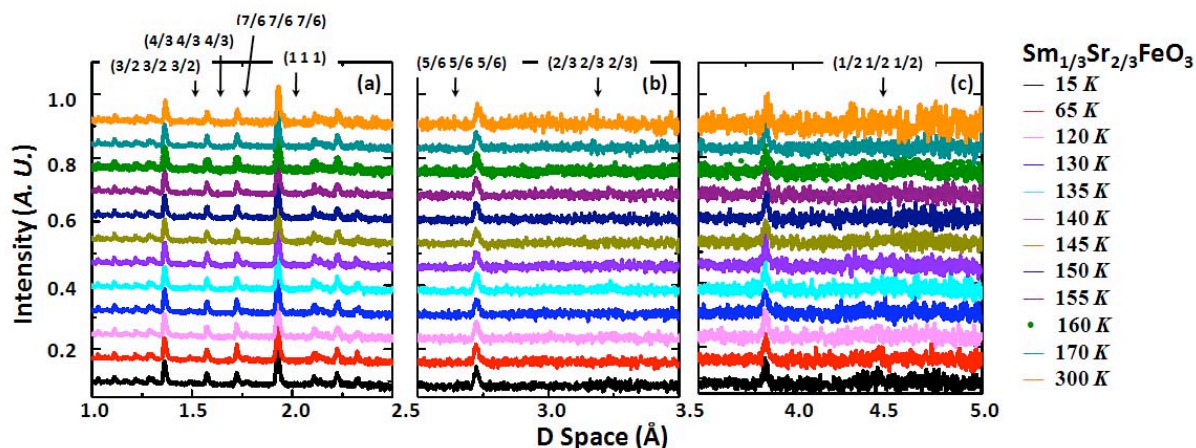 (7/6 7/6 7/6)
(4/3 4/3 4/3)
(3/2 3/2 3/2)
(1 1 1)
(a)
(5/6 5/6 5/6)
(2/3 2/3 2/3)
(b)
(1/2 1/2 1/2)
(c)
Intensity (A. U.)
1.0
0.8
0.6
0.4
0.2
1.0 1.5 2.0 2.5 3.0 3.5 4.0 4.5 5.0
D Space (Å)
Sm1/3Sr2/3FeO3
15 K
65 K
120 K
130 K
135 K
140 K
145 K
150 K
155 K
160 K
170 K
300 K